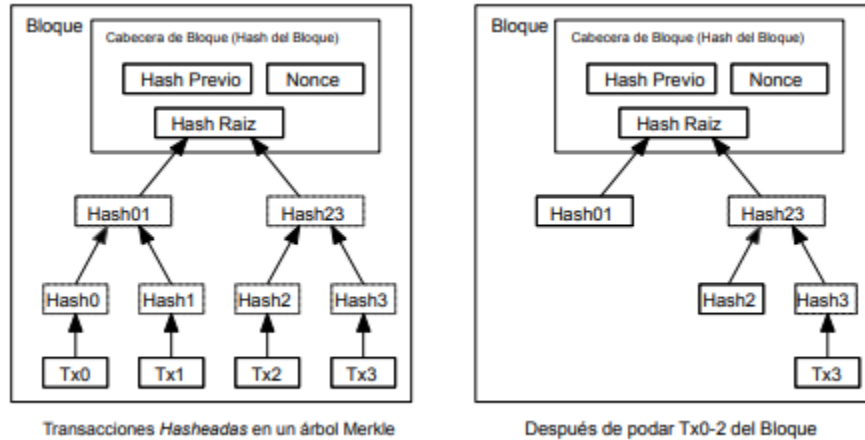 Bloque
Cabecera de Bloque (Hash del Bloque)
Hash Previo
Nonce
Hash Raiz
Hash01
Hash23
Hash0
Hash1
Hash2
Hash3
Tx0
Tx1
Tx2
Tx3
Transacciones Hasheadas en un árbol Merkle
Bloque
Cabecera de Bloque (Hash del Bloque)
Hash Previo
Nonce
Hash Raiz
Hash01
Hash23
Hash2
Hash3
Tx3
Después de podar Tx0-2 del Bloque